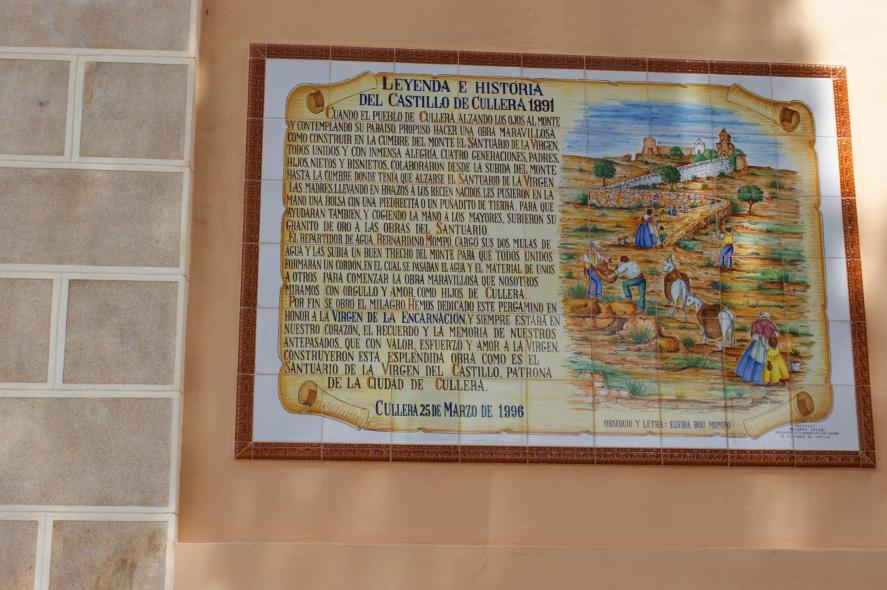 LEYENDA E HISTORIA
DEL CASTILLO DE CULLERA 1891
CUANDO EL PUEBLO DE CULLERA ALZANDO LOS OJOS AL MONTE
Y CONTEMPLANDO SU PARAISO PROPUSO HACER UNA OBRA MARAVILLOSA
COMO CONSTRUIR EN LA CUMBRE DEL MONTE EL SANTUARIO DE LA VIRGEN,
TODOS UNIDOS Y CON INMENSA ALEGRIA, CUATRO GENERACIONES, PADRES,
HIJOS, NIETOS Y BISNIETOS, COLABORARON DESDE LA SUBIDA DEL MONTE
HASTA LA CUMBRE DONDE TENIA QUE ALZARSE EL SANTUARIO DE LA VIRGEN
LAS MADRES, LLEVANDO EN BRAZOS A LOS RECEN NACIDOS LES PUSIERON EN LA
MANO UNA BOLSA CON UNA PIEDRECITA O UN PUÑADITO DE TIERRA, PARA QUE
AYUDARAN TAMBIEN, Y COGIENDO LA MANO A LOS MAYORES, SUBIERON SU
GRANITO DE ORO A LAS OBRAS DEL SANTUARIO.
EL REPARTIDOR DE AGUA, BERNARDINO MOMPÓ, CARGO SUS DOS MULAS DE
AGUA Y LAS SUBIA UN BUEN TRECHO DEL MONTE PARA QUE TODOS UNIDOS
FORMARAN UN CORDON, EN EL CUAL SE PASABAN EL AGUA Y EL MATERIAL DE UNOS
A OTROS PARA COMENZAR LA OBRA MARAVILLOSA QUE NOSOTROS
MIRAMOS CON ORGULLO Y AMOR, COMO HIJOS DE CULLERA.
POR FIN SE OBRO EL MILAGRO. HEMOS DEDICADO ESTE PERGAMINO EN
HONOR A LA VIRGEN DE LA ENCARNACIÓN Y SIEMPRE ESTARÁ EN
NUESTRO CORAZÓN, EL RECUERDO Y LA MEMORIA DE NUESTROS
ANTEPASADOS, QUE CON VALOR, ESFUERZO Y AMOR A LA VIRGEN,
CONSTRUYERON ESTA ESPLENDIDA OBRA COMO ES EL
SANTUARIO DE LA VIRGEN DEL CASTILLO, PATRONA
DE LA CIUDAD DE CULLERA.
CULLERA 25 DE MARZO DE 1996
OBSEQUIO Y LETRA: ELVIRA BOU MOMPÓ